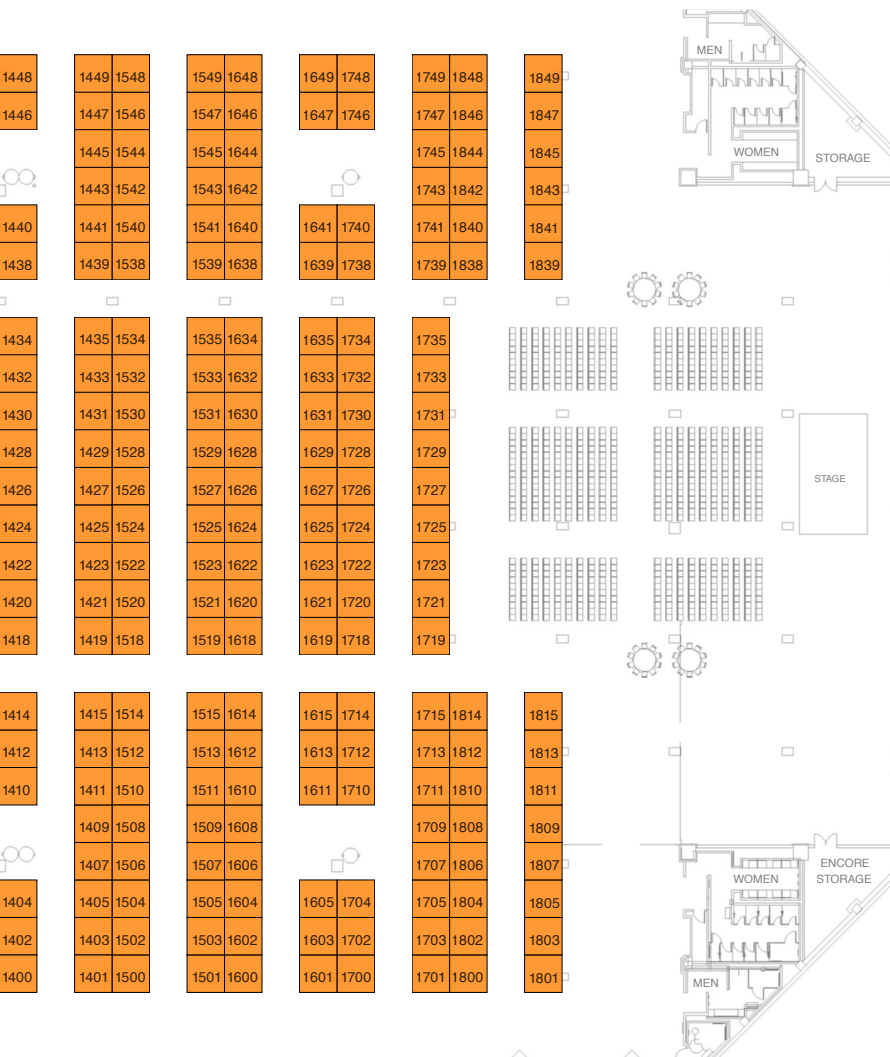 MEN
1448 1449 1548 1549 1648 1649 1748 1749 1848 1849
1446 1447 1546 1547 1646 1647 1746 1747 1846 1847
1445 1544 1545 1644 1745 1844 1845
WOMEN
STORAGE
1443 1542 1543 1642 1743 1842 1843
1440 1441 1540 1541 1640 1641 1740 1741 1840 1841
1438 1439 1538 1539 1638 1639 1738 1739 1838 1839
1434 1435 1534 1535 1634 1635 1734 1735
1432 1433 1532 1533 1632 1633 1732 1733
1430 1431 1530 1531 1630 1631 1730 1731
1428 1429 1528 1529 1628 1629 1728 1729
STAGE
1426 1427 1526 1527 1626 1627 1726 1727
1424 1425 1524 1525 1624 1625 1724 1725
1422 1423 1522 1523 1622 1623 1722 1723
1420 1421 1520 1521 1620 1621 1720 1721
1418 1419 1518 1519 1618 1619 1718 1719
1414 1415 1514 1515 1614 1615 1714 1715 1814 1815
1412 1413 1512 1513 1612 1613 1712 1713 1812 1813
1410 1411 1510 1511 1610 1611 1710 1711 1810 1811
1409 1508 1509 1608 1709 1808 1809
1407 1506 1507 1606 1707 1806 1807
ENCORE
STORAGE
WOMEN
1404 1405 1504 1505 1604 1605 1704 1705 1804 1805
1402 1403 1502 1503 1602 1603 1702 1703 1802 1803
1400 1401 1500 1501 1600 1601 1700 1701 1800 1801
MEN